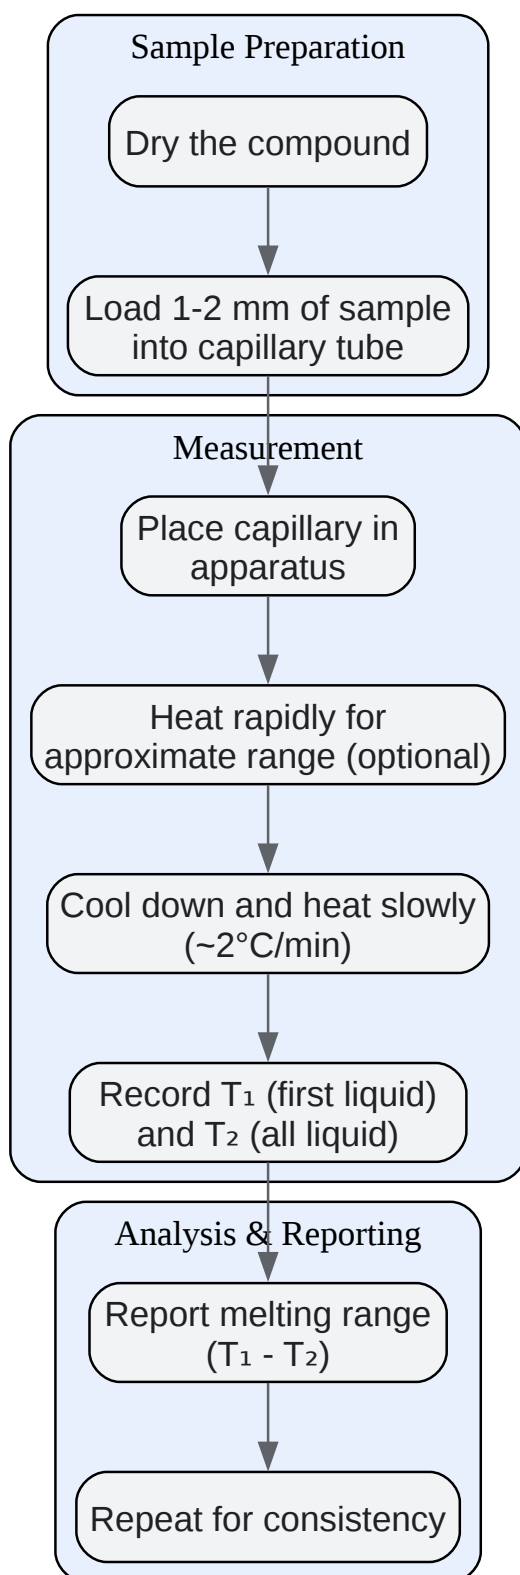 Sample Preparation
Dry the compound
Load 1-2 mm of sample
into capillary tube
Measurement
Place capillary in
apparatus
Heat rapidly for
approximate range (optional)
Cool down and heat slowly
(~2°C/min)
Record T₁ (first liquid)
and T₂ (all liquid)
Analysis & Reporting
Report melting range
(T₁ - T₂)
Repeat for consistency